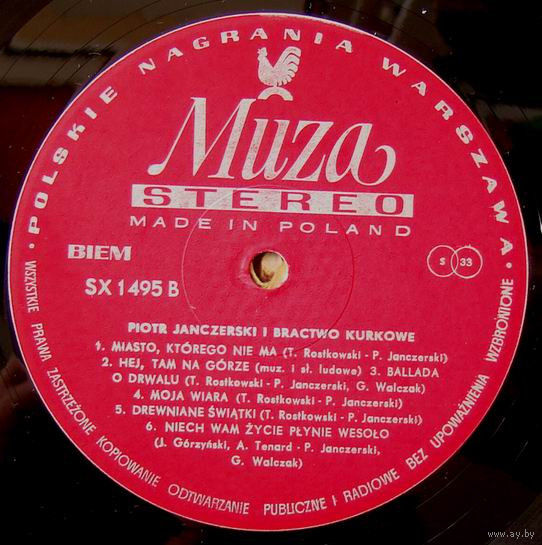 • POLSKIE NAGRANIA WARSZAWA •
Muza
STEREO
MADE IN POLAND
BIEM
S 33
SX 1495 B
PIOTR JANCZERSKI I BRACTWO KURKOWE
1. MIASTO, KTÓREGO NIE MA (T. Rostkowski - P. Janczerski)
2. HEJ, TAM NA GÓRZE (muz. i sł. ludowe) 3. BALLADA
O DRWALU (T. Rostkowski - P. Janczerski, G. Walczak)
4. MOJA WIARA (T. Rostkowski - P. Janczerski)
5. DREWNIANE ŚWIĄTKI (T. Rostkowski - P. Janczerski)
6. NIECH WAM ŻYCIE PŁYNIE WESOŁO
(J. Górzyński, A. Tenard - P. Janczerski,
G. Walczak)
WSZYSTKIE PRAWA ZASTRZEŻONE KOPIOWANIE ODTWARZANIE PUBLICZNE I RADIOWE BEZ UPOWAŻNIENIA WZBRONIONE
www.ay.by